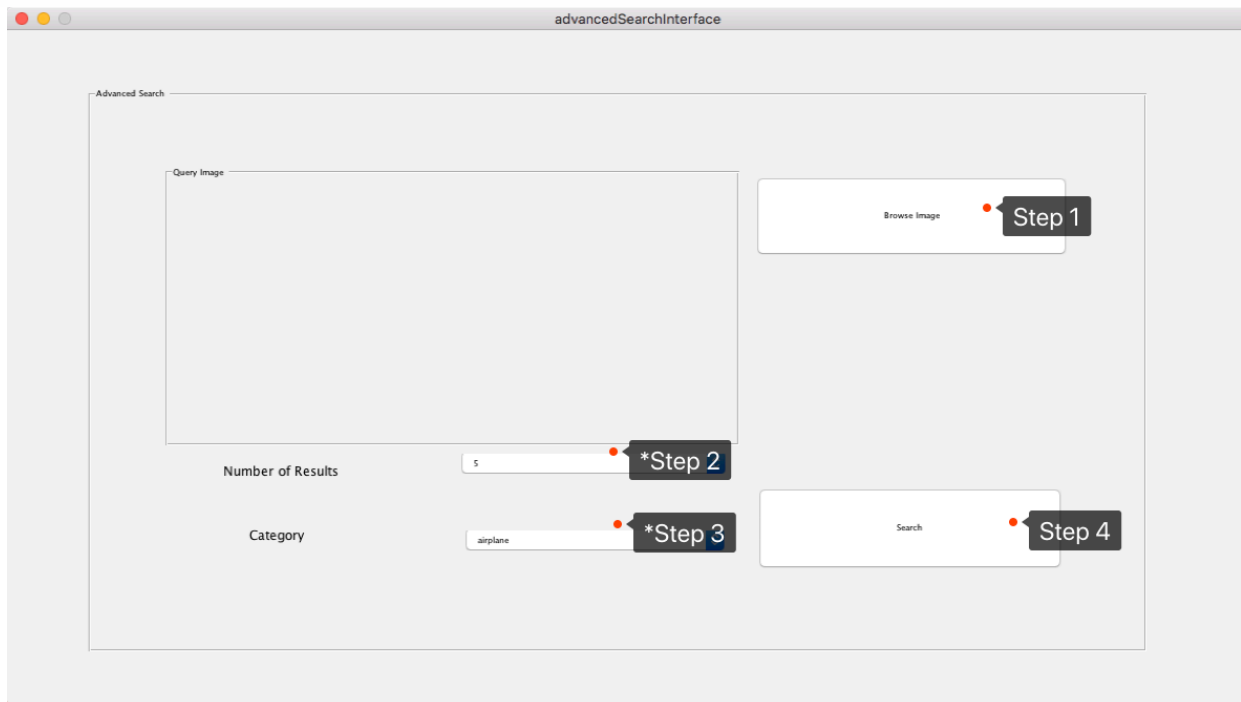 advancedSearchInterface
Advanced Search
Query Image
Browse Image
Step 1
Number of Results
5
*Step 2
Category
airplane
*Step 3
Search
Step 4